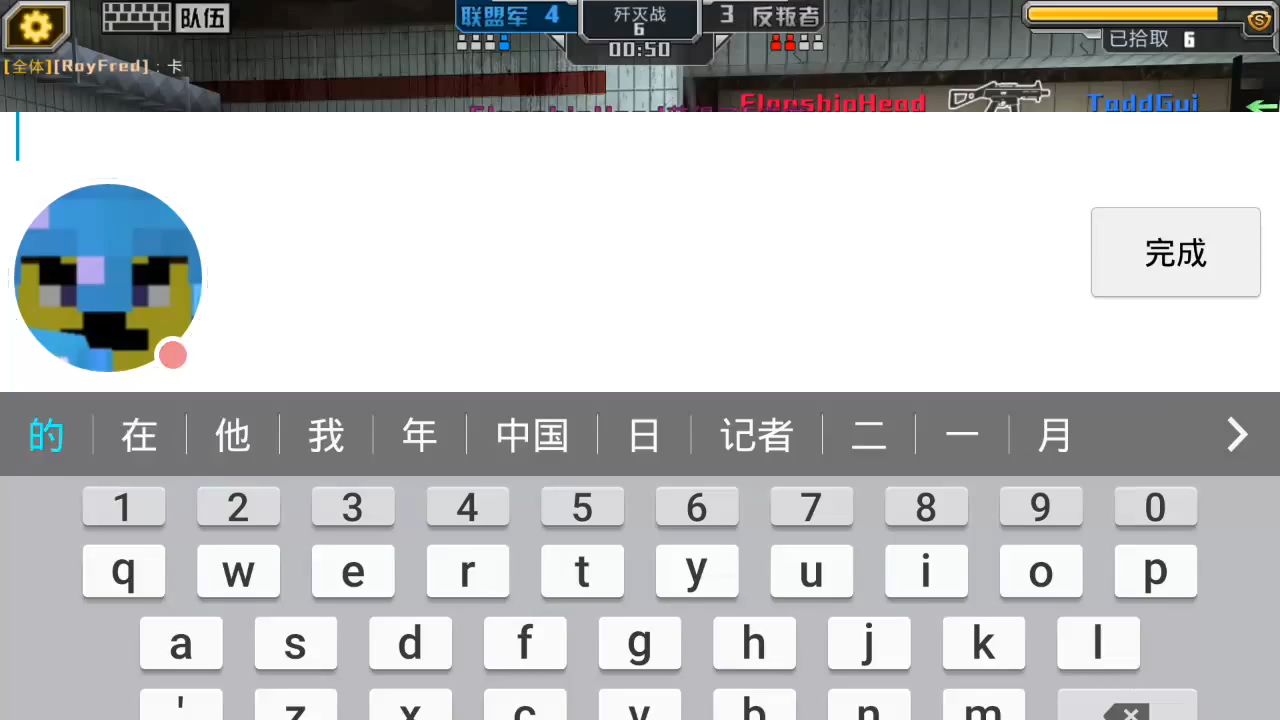 队伍
联盟军 4
歼灭战
6
3 反叛者
00:50
已拾取 6
[全体][RoyFred]：卡
ElonshipHead
ToddGui
完成
的 在 他 我 年 中国 日 记者 二 一 月
1 2 3 4 5 6 7 8 9 0
q w e r t y u i o p
a s d f g h j k l
' z x c v b n m